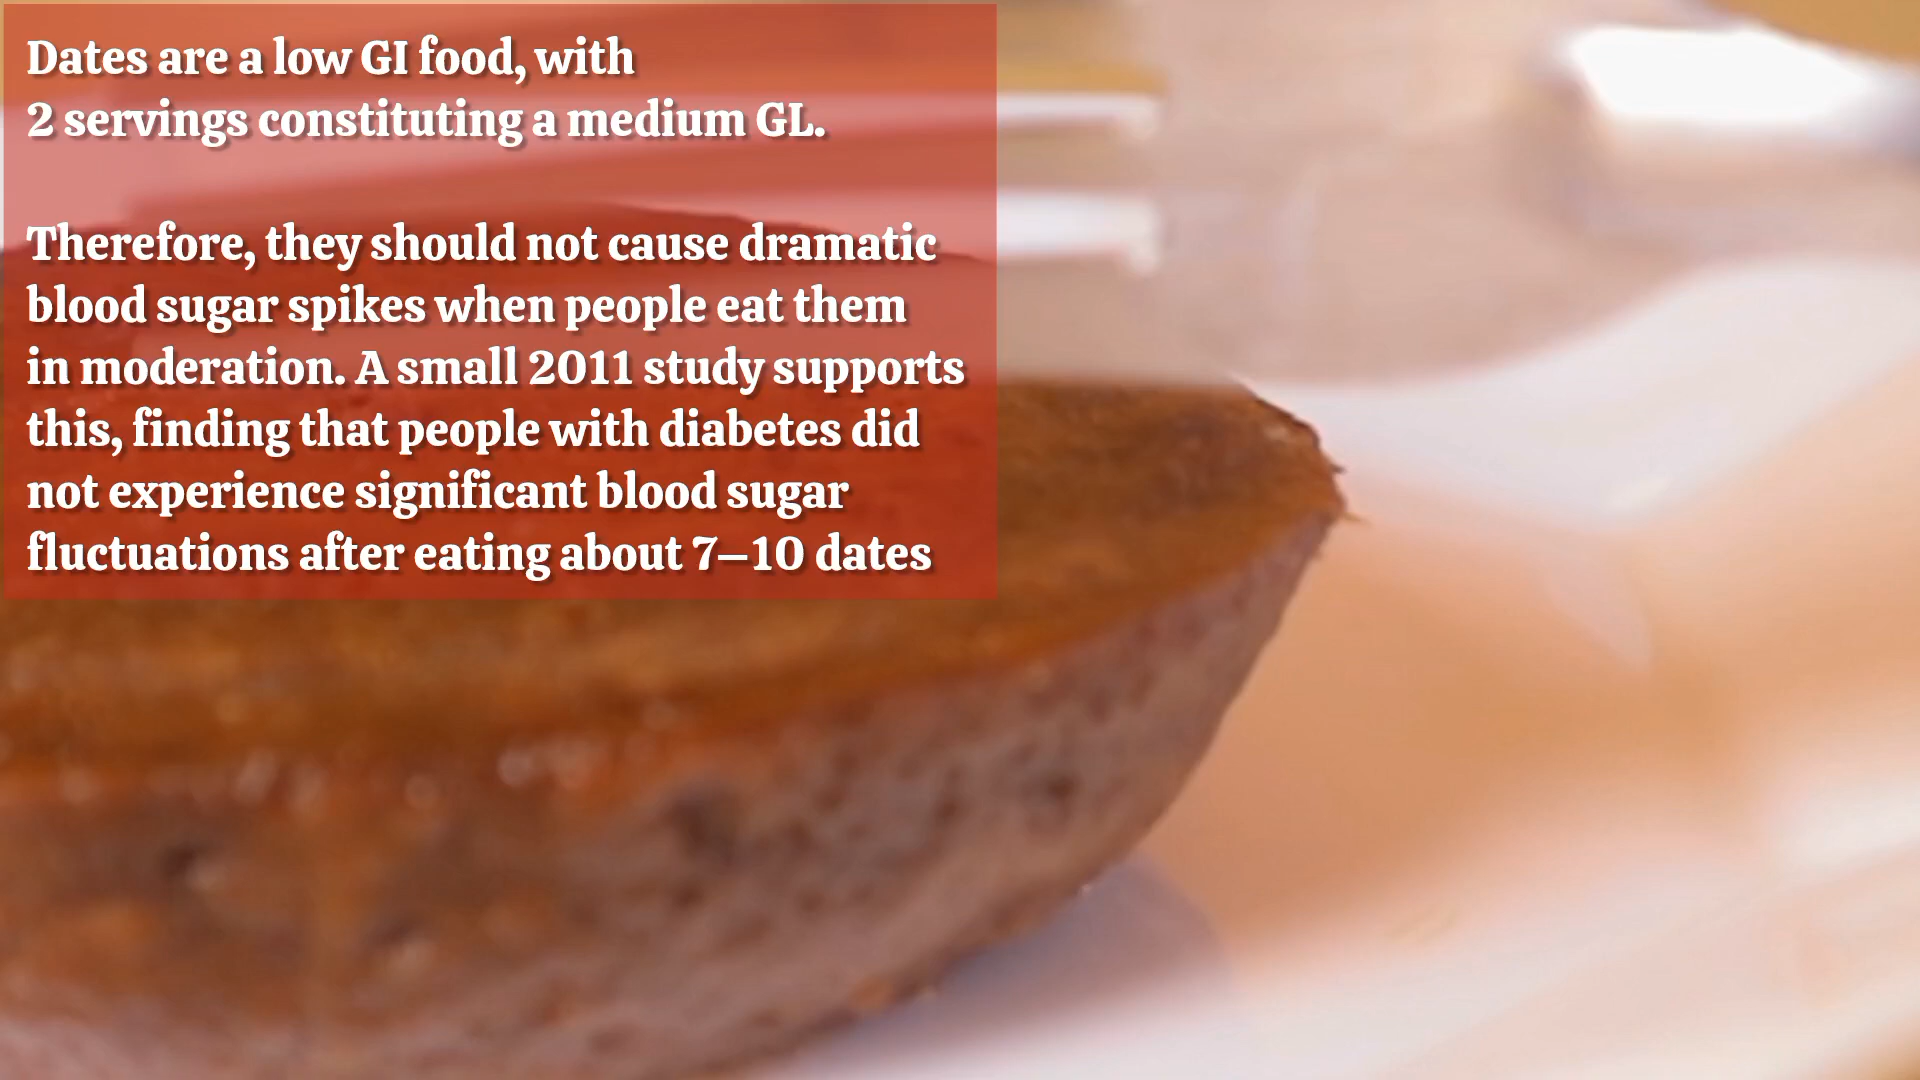 Dates are a low GI food, with
2 servings constituting a medium GL.
Therefore, they should not cause dramatic
blood sugar spikes when people eat them
in moderation. A small 2011 study supports
this, finding that people with diabetes did
not experience significant blood sugar
fluctuations after eating about 7–10 dates